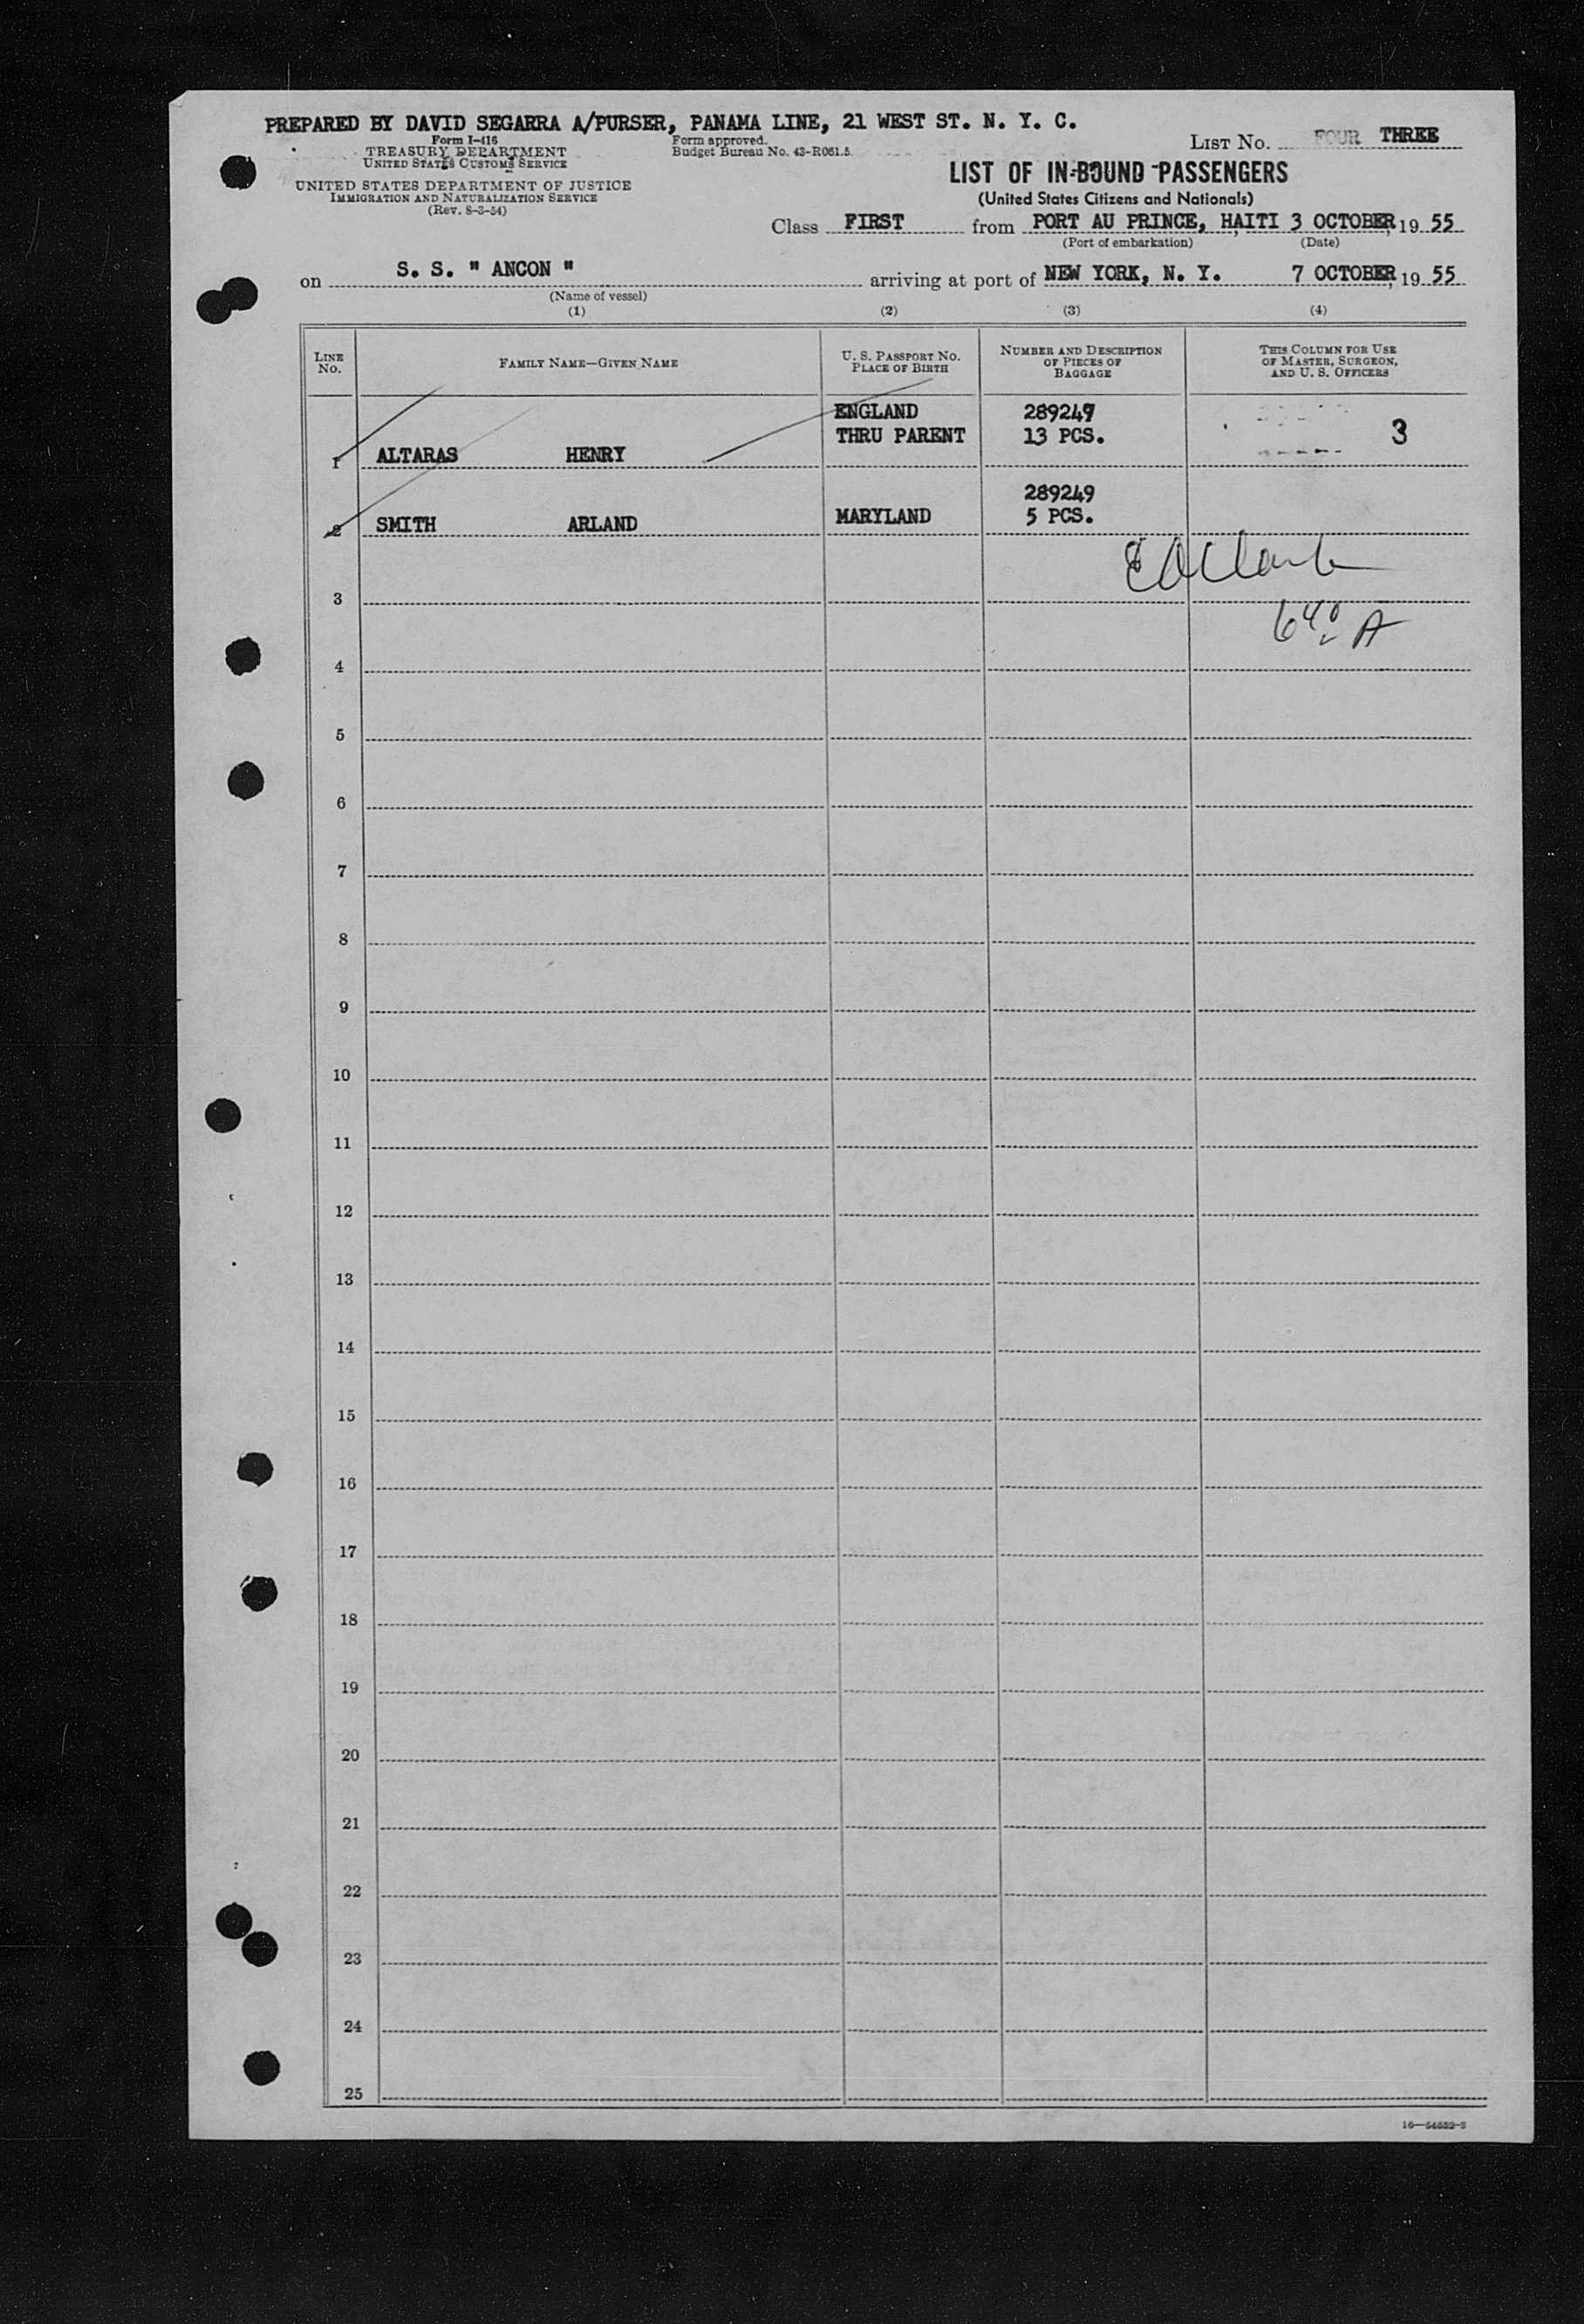 PREPARED BY DAVID SEGARRA A/PURSER, PANAMA LINE, 21 WEST ST. N. Y. C.
Form I-416
TREASURY DEPARTMENT
UNITED STATES CUSTOMS SERVICE
UNITED STATES DEPARTMENT OF JUSTICE
IMMIGRATION AND NATURALIZATION SERVICE
(Rev. 8-3-54)
Form approved.
Budget Bureau No. 43-R061.5.
LIST No. FOUR THREE
LIST OF IN-BOUND PASSENGERS
(United States Citizens and Nationals)
Class FIRST from PORT AU PRINCE, HAITI 3 OCTOBER, 19 55
(Port of embarkation) (Date)
on S. S. " ANCON " arriving at port of NEW YORK, N. Y. 7 OCTOBER, 19 55
(Name of vessel)
(1) (2) (3) (4)
LINE No.
FAMILY NAME—GIVEN NAME
U. S. PASSPORT NO.
PLACE OF BIRTH
NUMBER AND DESCRIPTION
OF PIECES OF
BAGGAGE
THIS COLUMN FOR USE
OF MASTER, SURGEON,
AND U. S. OFFICERS
ENGLAND 289249
THRU PARENT 13 PCS. 3
1 ALTARAS HENRY
289249
MARYLAND 5 PCS.
2 SMITH ARLAND
3
4
5
6
7
8
9
10
11
12
13
14
15
16
17
18
19
20
21
22
23
24
25